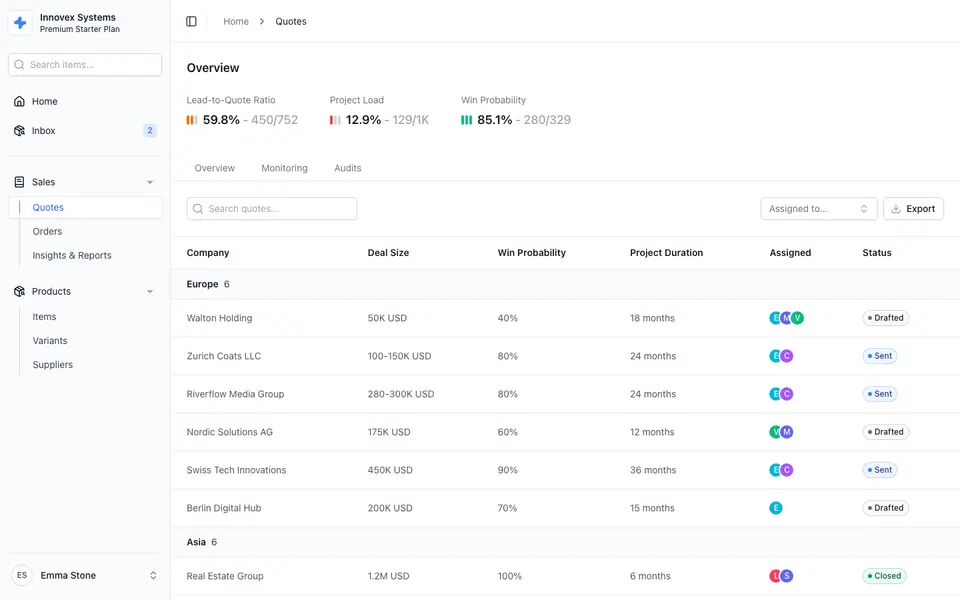 Innovex Systems
Premium Starter Plan
Search items...
Home
Inbox 2
Sales
Quotes
Orders
Insights & Reports
Products
Items
Variants
Suppliers
ES Emma Stone
Home > Quotes
Overview
Lead-to-Quote Ratio Project Load Win Probability
59.8% - 450/752 12.9% - 129/1K 85.1% - 280/329
Overview Monitoring Audits
Search quotes... Assigned to... Export
Company Deal Size Win Probability Project Duration Assigned Status
Europe 6
Walton Holding 50K USD 40% 18 months E M V Drafted
Zurich Coats LLC 100-150K USD 80% 24 months E C Sent
Riverflow Media Group 280-300K USD 80% 24 months E C Sent
Nordic Solutions AG 175K USD 60% 12 months V M Drafted
Swiss Tech Innovations 450K USD 90% 36 months E C Sent
Berlin Digital Hub 200K USD 70% 15 months E Drafted
Asia 6
Real Estate Group 1.2M USD 100% 6 months L S Closed